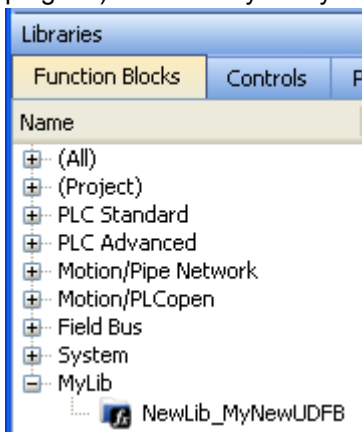 Libraries
Function Blocks Controls P
Name
(All)
(Project)
PLC Standard
PLC Advanced
Motion/Pipe Network
Motion/PLCopen
Field Bus
System
MyLib
NewLib_MyNewUDFB